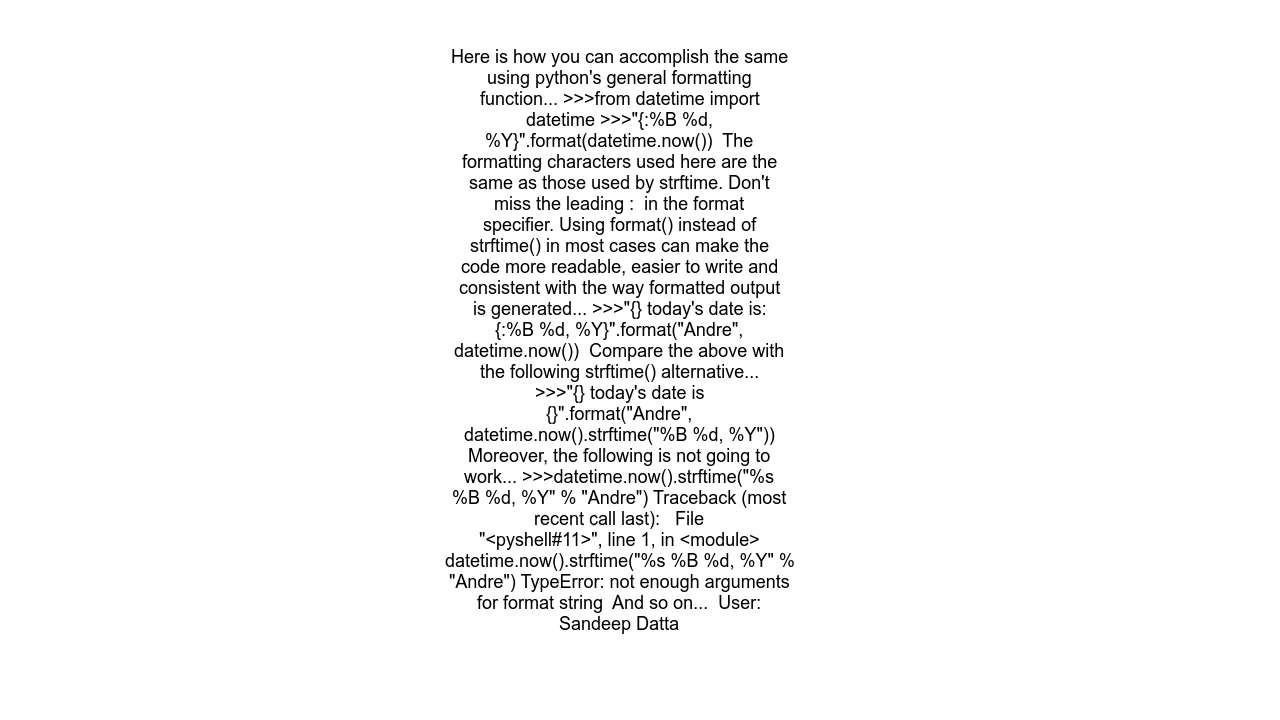 Here is how you can accomplish the same
using python's general formatting
function... >>>from datetime import
datetime >>>"{:%B %d,
%Y}".format(datetime.now())  The
formatting characters used here are the
same as those used by strftime. Don't
miss the leading :  in the format
specifier. Using format() instead of
strftime() in most cases can make the
code more readable, easier to write and
consistent with the way formatted output
is generated... >>>"{} today's date is:
{:%B %d, %Y}".format("Andre",
datetime.now())  Compare the above with
the following strftime() alternative...
>>>"{} today's date is
{}".format("Andre",
datetime.now().strftime("%B %d, %Y"))
Moreover, the following is not going to
work... >>>datetime.now().strftime("%s
%B %d, %Y" % "Andre") Traceback (most
recent call last):   File
"<pyshell#11>", line 1, in <module>
datetime.now().strftime("%s %B %d, %Y" %
"Andre") TypeError: not enough arguments
for format string  And so on...  User:
Sandeep Datta